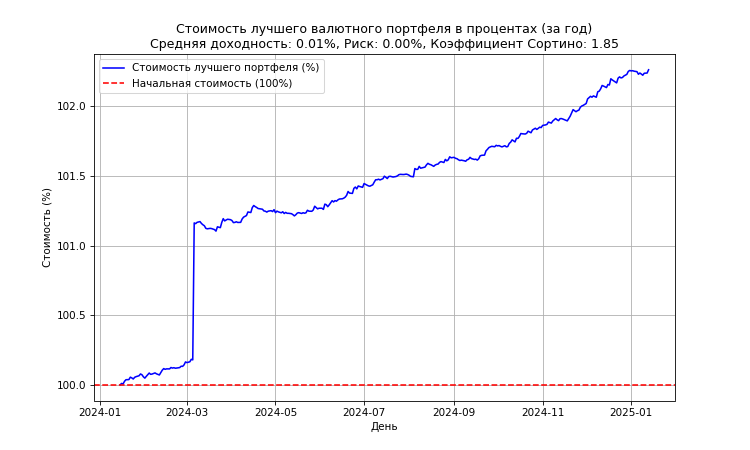 Стоимость лучшего валютного портфеля в процентах (за год)
Средняя доходность: 0.01%, Риск: 0.00%, Коэффициент Сортино: 1.85
Стоимость лучшего портфеля (%)
Начальная стоимость (100%)
Стоимость (%)
102.0
101.5
101.0
100.5
100.0
2024-01 2024-03 2024-05 2024-07 2024-09 2024-11 2025-01
День